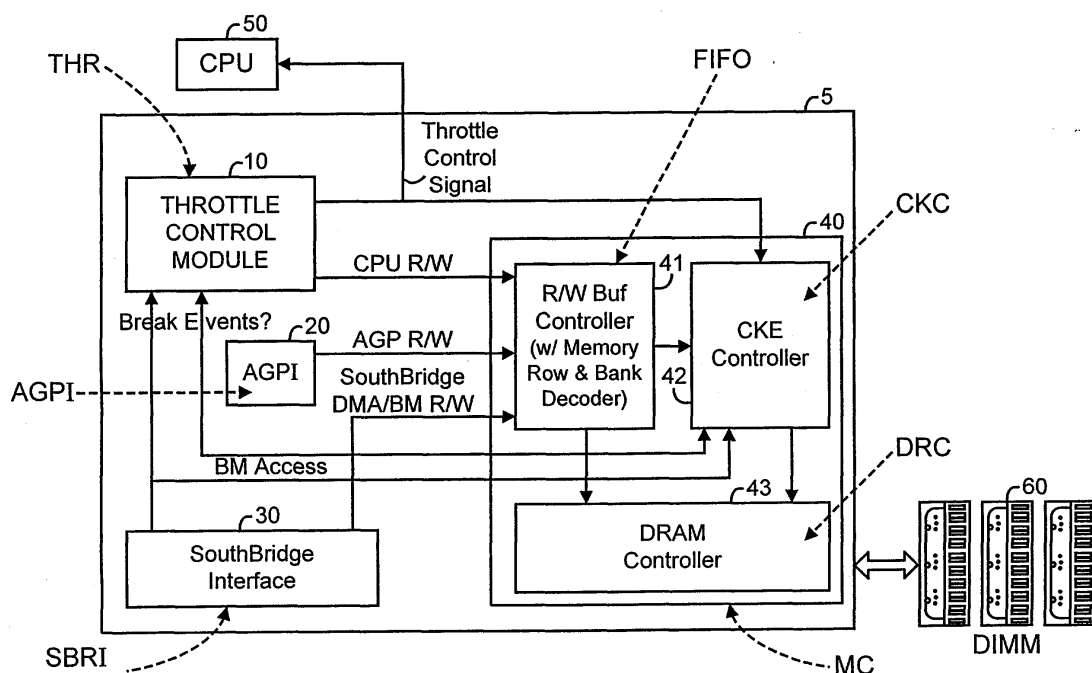 50
CPU
THR
FIFO
5
Throttle
Control
Signal
10
THROTTLE
CONTROL
MODULE
CKC
40
CPU R/W
41
R/W Buf
Controller
(w/ Memory
Row & Bank
Decoder)
CKE
Controller
42
Break Events?
20
AGPI
AGP R/W
AGPI
SouthBridge
DMA/BM R/W
BM Access
DRC
43
DRAM
Controller
60
30
SouthBridge
Interface
DIMM
SBRI
MC